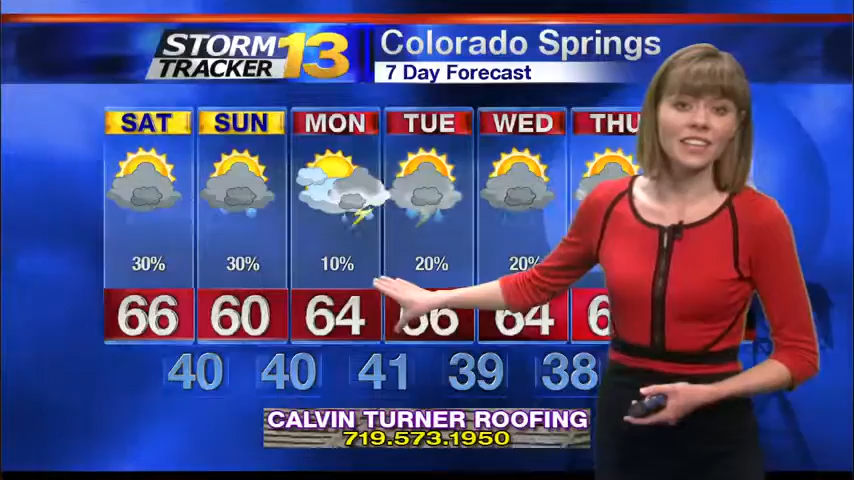 STORM
TRACKER 13
Colorado Springs
7 Day Forecast
SAT SUN MON TUE WED THU
30% 30% 10% 20% 20%
66 60 64 66 64
40 40 41 39 38
CALVIN TURNER ROOFING
719.573.1950